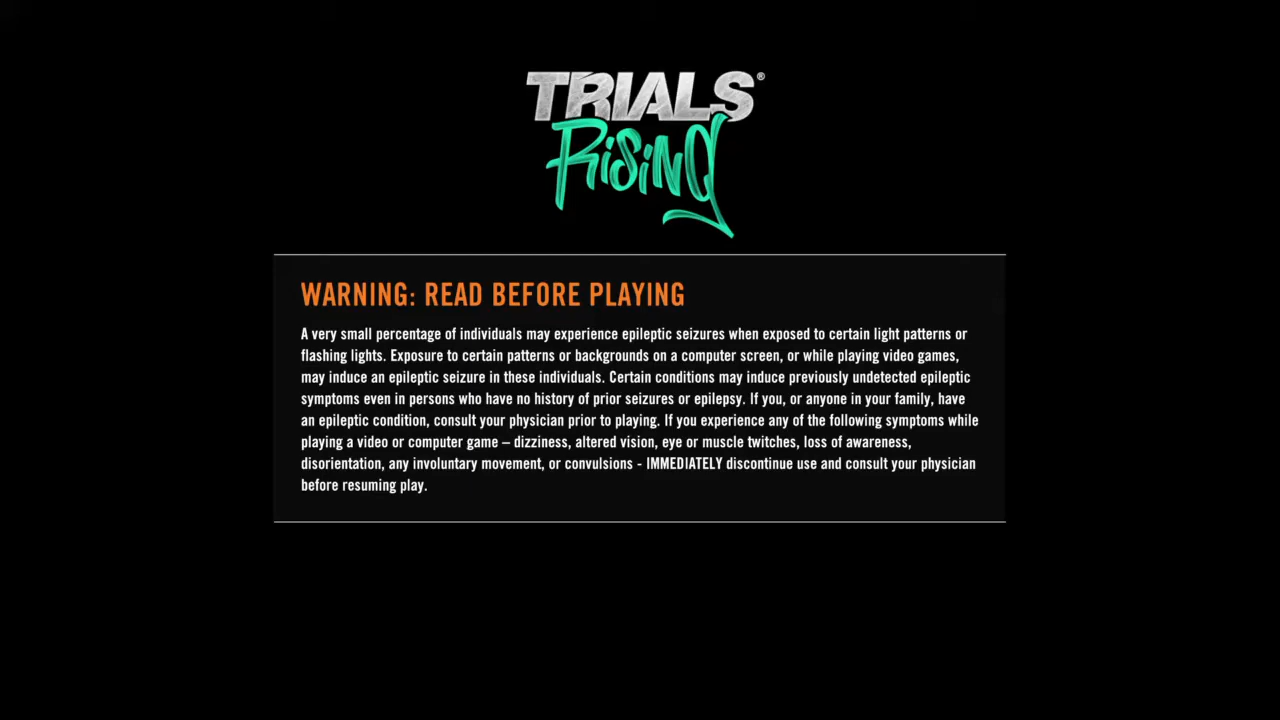 TRIALS®
Rising
WARNING: READ BEFORE PLAYING
A very small percentage of individuals may experience epileptic seizures when exposed to certain light patterns or
flashing lights. Exposure to certain patterns or backgrounds on a computer screen, or while playing video games,
may induce an epileptic seizure in these individuals. Certain conditions may induce previously undetected epileptic
symptoms even in persons who have no history of prior seizures or epilepsy. If you, or anyone in your family, have
an epileptic condition, consult your physician prior to playing. If you experience any of the following symptoms while
playing a video or computer game – dizziness, altered vision, eye or muscle twitches, loss of awareness,
disorientation, any involuntary movement, or convulsions - IMMEDIATELY discontinue use and consult your physician
before resuming play.